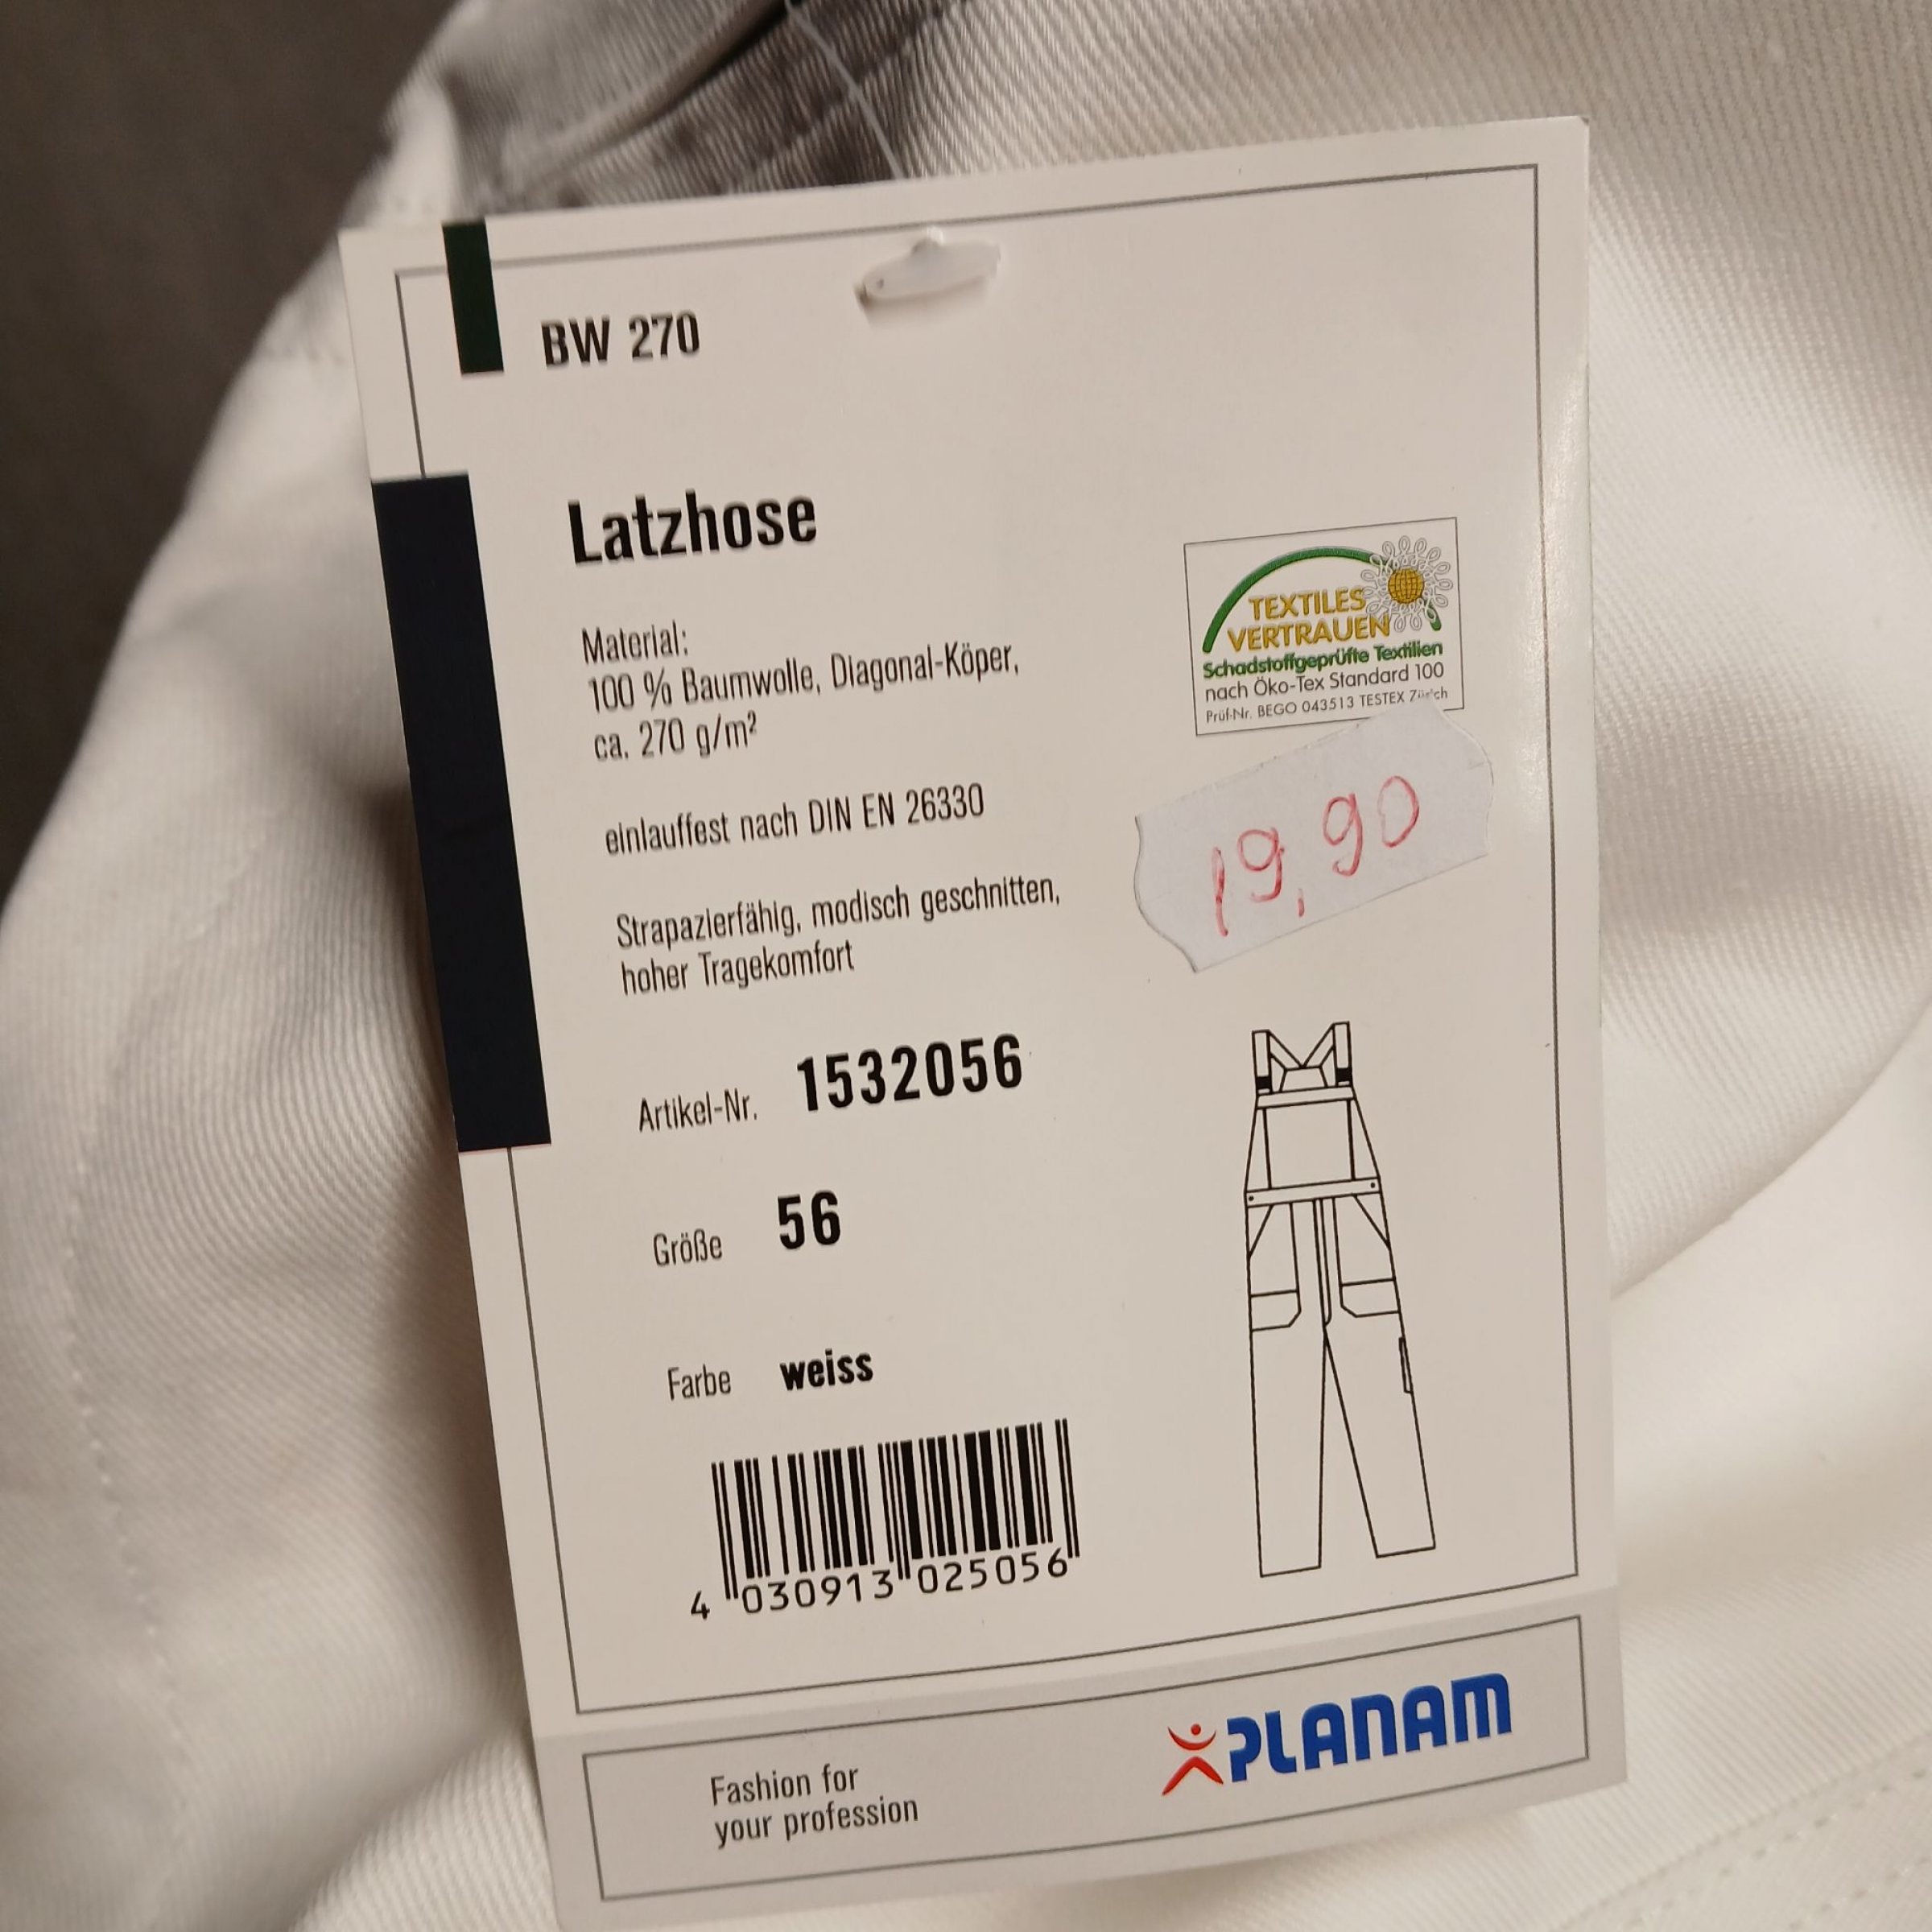 BW 270
Latzhose
Material:
100 % Baumwolle, Diagonal-Köper,
ca. 270 g/m²
einlauffest nach DIN EN 26330
Strapazierfähig, modisch geschnitten,
hoher Tragekomfort
TEXTILES
VERTRAUEN
Schadstoffgeprüfte Textilien
nach Öko-Tex Standard 100
Prüf-Nr. BEGO 043513 TESTEX Zürich
19,90
Artikel-Nr. 1532056
Größe 56
Farbe weiss
4 030913 025056
Fashion for
your profession
PLANAM